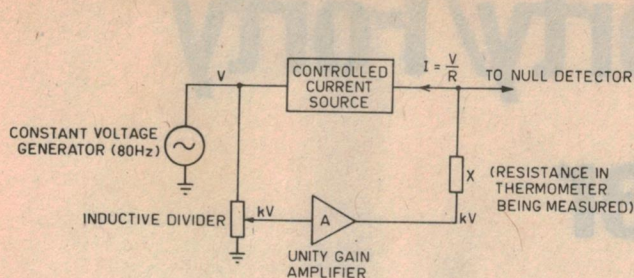 V
CONTROLLED
CURRENT
SOURCE
I = V/R
TO NULL DETECTOR
CONSTANT VOLTAGE
GENERATOR (80Hz)
X
(RESISTANCE IN
THERMOMETER
BEING MEASURED)
INDUCTIVE DIVIDER
kV
A
kV
UNITY GAIN
AMPLIFIER